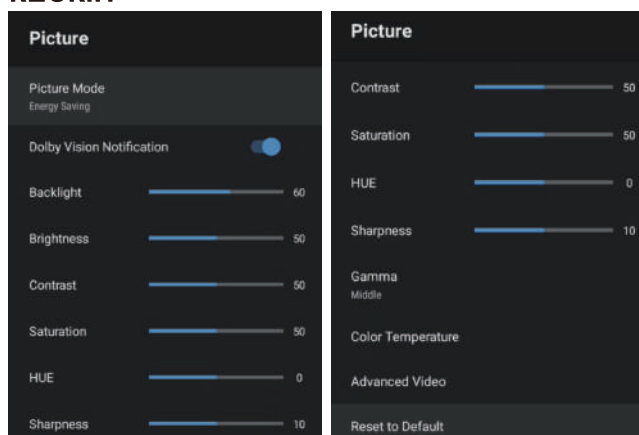 Picture
Picture Mode
Energy Saving
Dolby Vision Notification
Backlight 60
Brightness 50
Contrast 50
Saturation 50
HUE 0
Sharpness 10
Picture
Contrast 50
Saturation 50
HUE 0
Sharpness 10
Gamma
Middle
Color Temperature
Advanced Video
Reset to Default